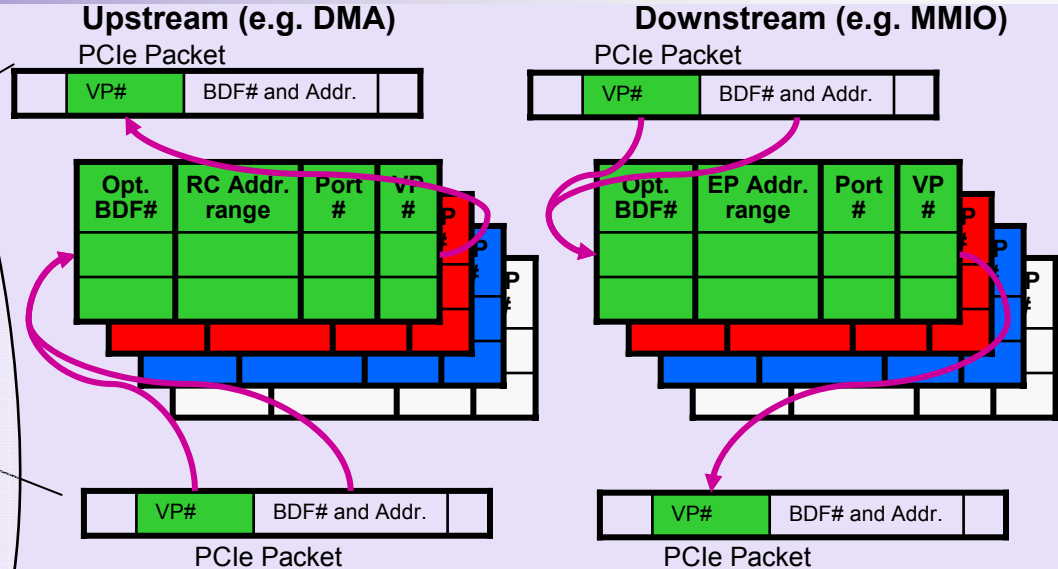 Upstream (e.g. DMA)
PCIe Packet
VP#
BDF# and Addr.
Opt. BDF#
RC Addr. range
Port #
VP #
P #
P #
P #
VP#
BDF# and Addr.
PCIe Packet
Downstream (e.g. MMIO)
PCIe Packet
VP#
BDF# and Addr.
Opt. BDF#
EP Addr. range
Port #
VP #
P #
P #
P #
VP#
BDF# and Addr.
PCIe Packet